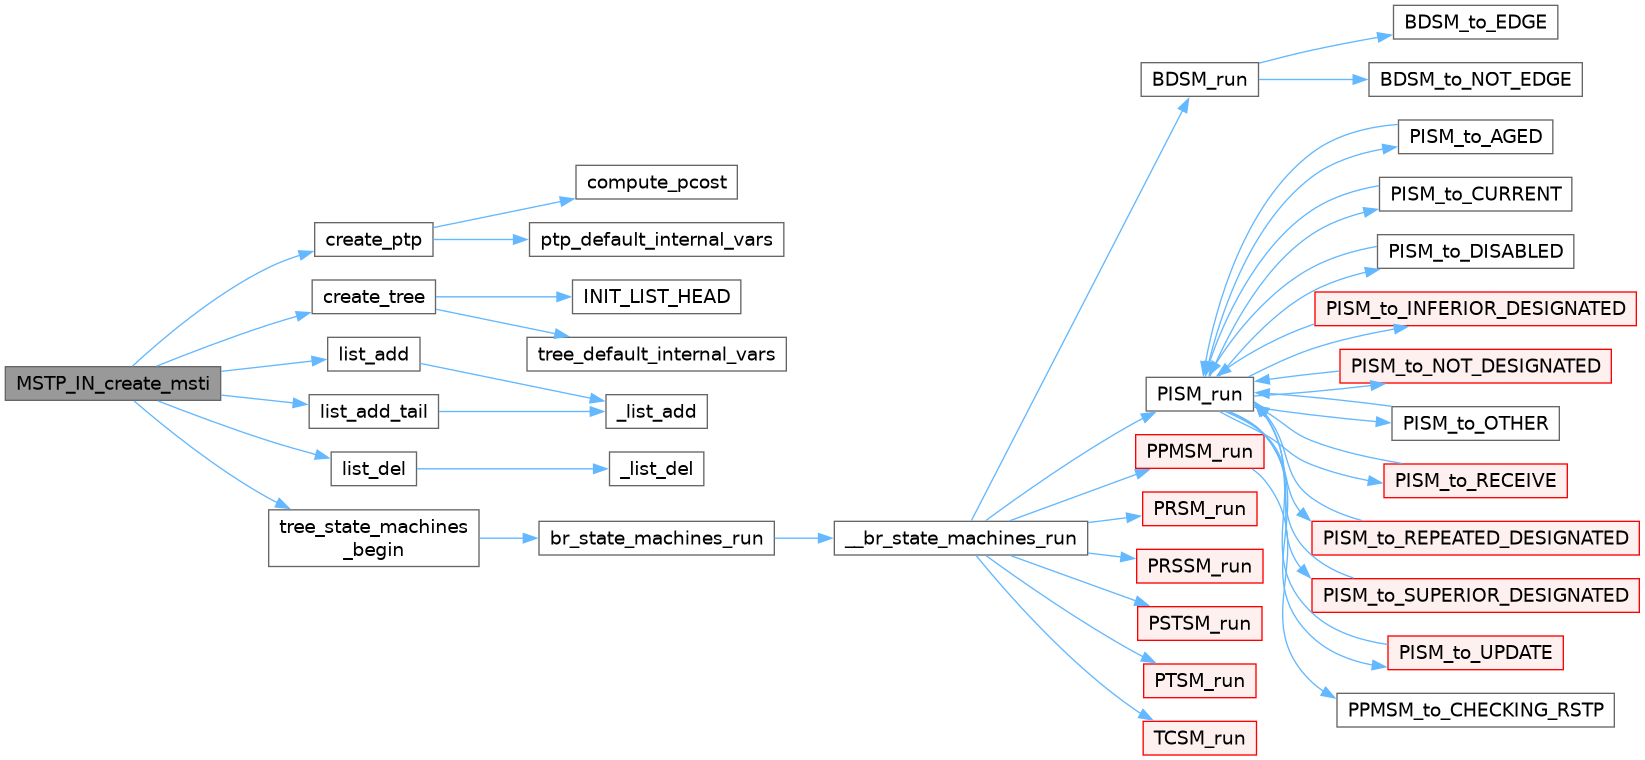 MSTP_IN_create_msti
create_ptp
compute_pcost
ptp_default_internal_vars
create_tree
INIT_LIST_HEAD
tree_default_internal_vars
list_add
_list_add
list_add_tail
list_del
_list_del
tree_state_machines
_begin
br_state_machines_run
__br_state_machines_run
BDSM_run
BDSM_to_EDGE
BDSM_to_NOT_EDGE
PISM_run
PISM_to_AGED
PISM_to_CURRENT
PISM_to_DISABLED
PISM_to_INFERIOR_DESIGNATED
PISM_to_NOT_DESIGNATED
PISM_to_OTHER
PISM_to_RECEIVE
PISM_to_REPEATED_DESIGNATED
PISM_to_SUPERIOR_DESIGNATED
PISM_to_UPDATE
PPMSM_to_CHECKING_RSTP
PPMSM_run
PRSM_run
PRSSM_run
PSTSM_run
PTSM_run
TCSM_run